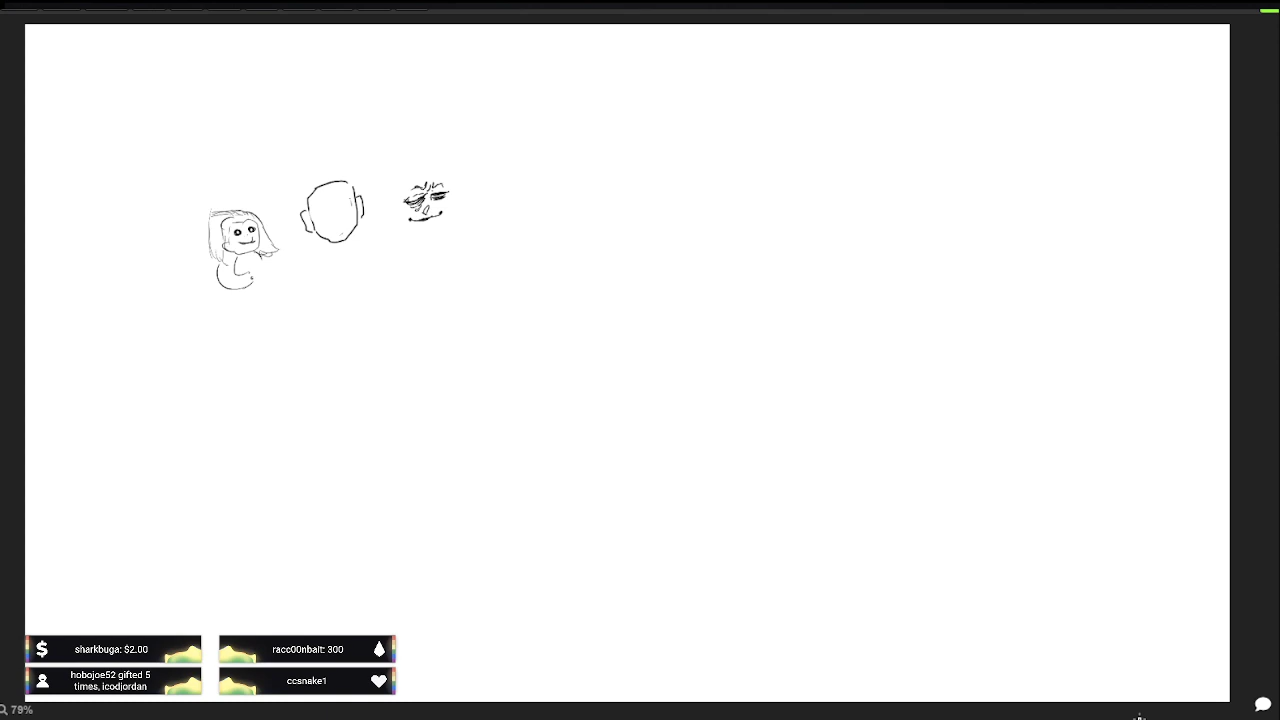 sharkbuga: $2.00
racc00nbait: 300
hobojoe52 gifted 5
times, icodjordan
ccsnake1
79%